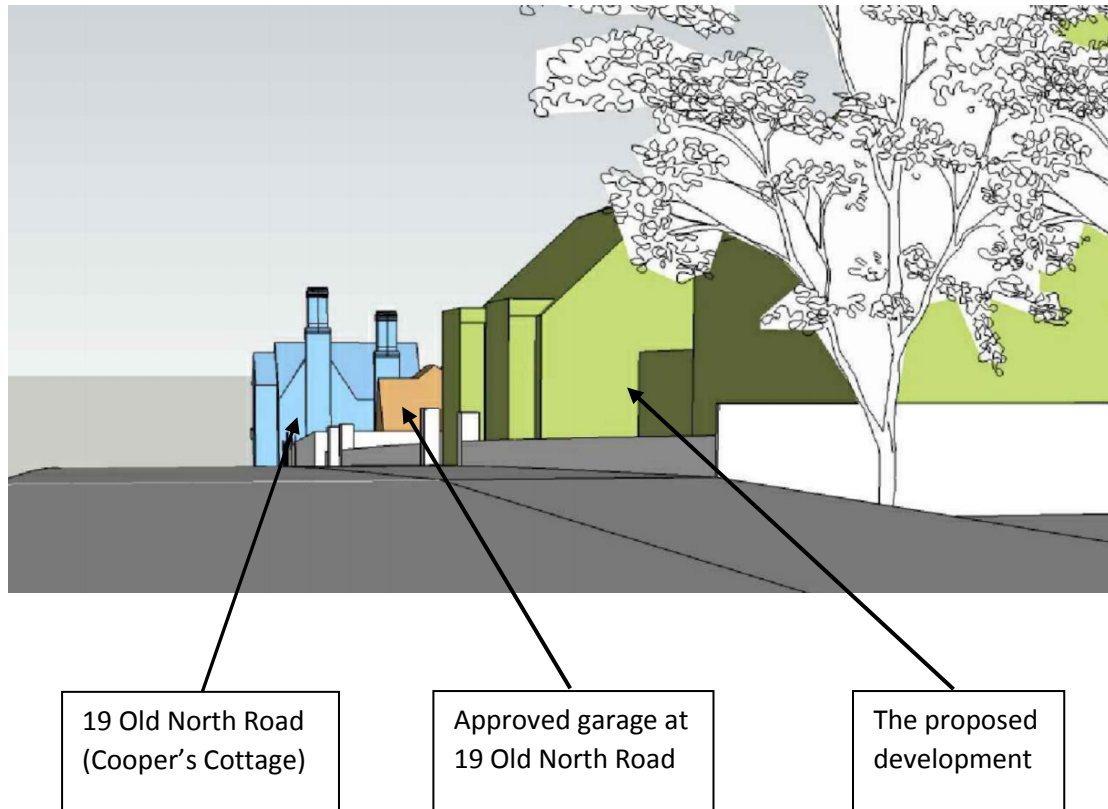 19 Old North Road
(Cooper’s Cottage)
Approved garage at
19 Old North Road
The proposed
development